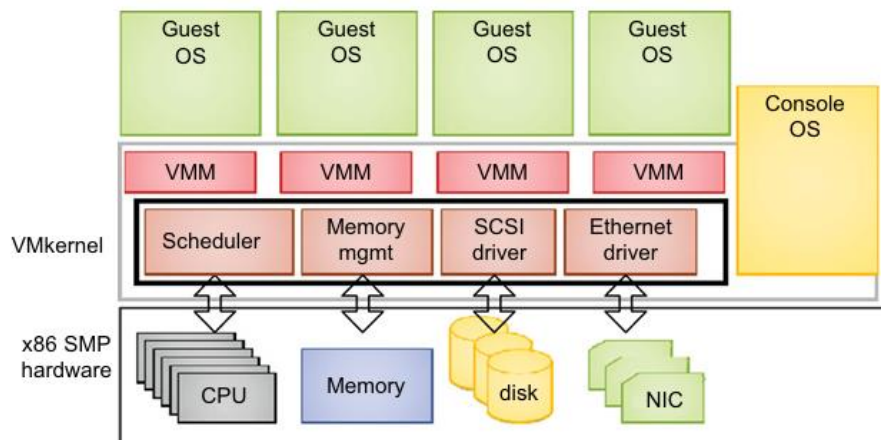 Guest
OS
Guest
OS
Guest
OS
Guest
OS
Console
OS
VMM
VMM
VMM
VMM
VMkernel
Scheduler
Memory
mgmt
SCSI
driver
Ethernet
driver
x86 SMP
hardware
CPU
Memory
disk
NIC